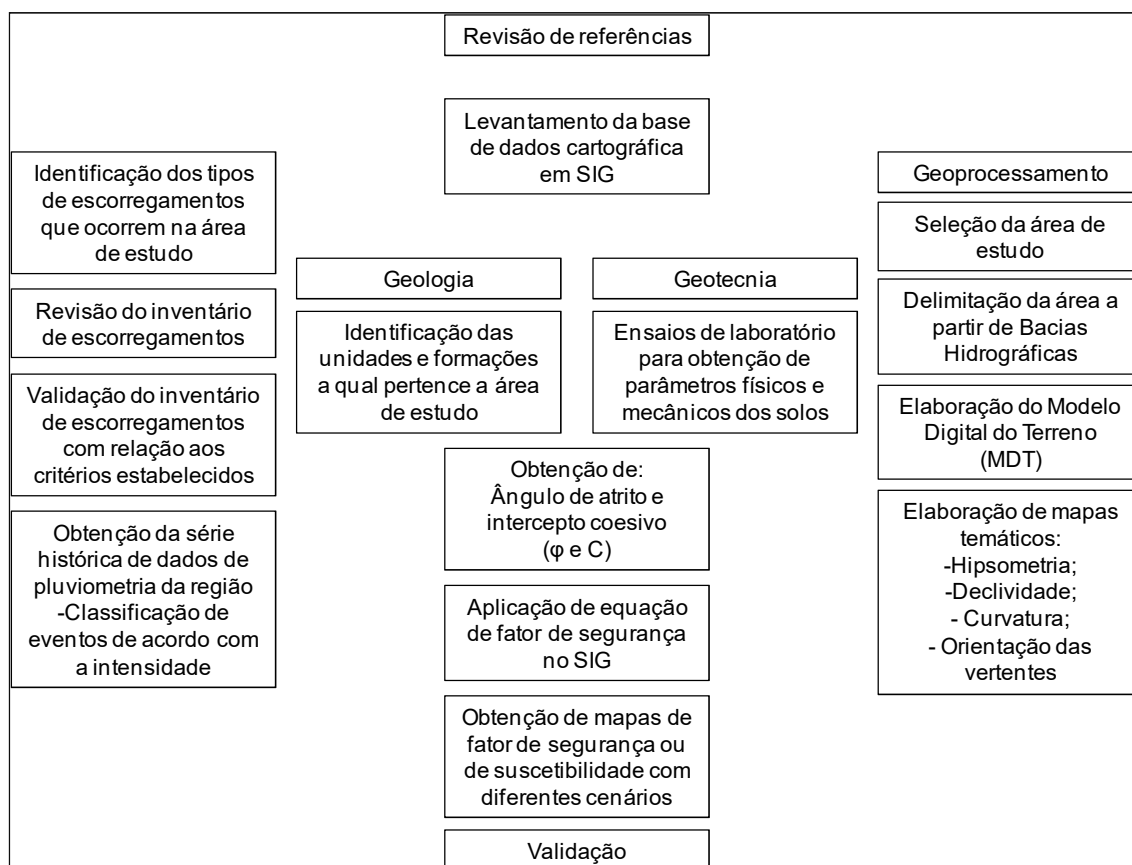 Revisão de referências
Levantamento da base
de dados cartográfica
em SIG
Identificação dos tipos
de escorregamentos
que ocorrem na área
de estudo
Revisão do inventário
de escorregamentos
Validação do inventário
de escorregamentos
com relação aos
critérios estabelecidos
Obtenção da série
histórica de dados de
pluviometria da região
-Classificação de
eventos de acordo com
a intensidade
Geologia
Identificação das
unidades e formações
a qual pertence a área
de estudo
Geotecnia
Ensaios de laboratório
para obtenção de
parâmetros físicos e
mecânicos dos solos
Obtenção de:
Ângulo de atrito e
intercepto coesivo
(φ e C)
Aplicação de equação
de fator de segurança
no SIG
Obtenção de mapas de
fator de segurança ou
de suscetibilidade com
diferentes cenários
Validação
Geoprocessamento
Seleção da área de
estudo
Delimitação da área a
partir de Bacias
Hidrográficas
Elaboração do Modelo
Digital do Terreno
(MDT)
Elaboração de mapas
temáticos:
-Hipsometria;
-Declividade;
- Curvatura;
- Orientação das
vertentes